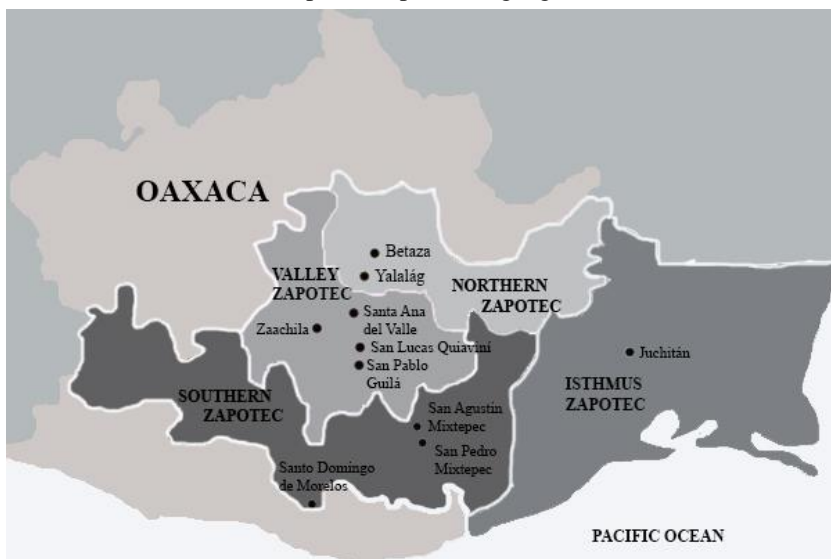 OAXACA
Betaza
Yalalág
VALLEY
ZAPOTEC
NORTHERN
ZAPOTEC
Santa Ana
del Valle
Zaachila
San Lucas Quiaviní
San Pablo
Guilá
Juchitán
ISTHMUS
ZAPOTEC
SOUTHERN
ZAPOTEC
San Agustín
Mixtepec
San Pedro
Mixtepec
Santo Domingo
de Morelos
PACIFIC OCEAN